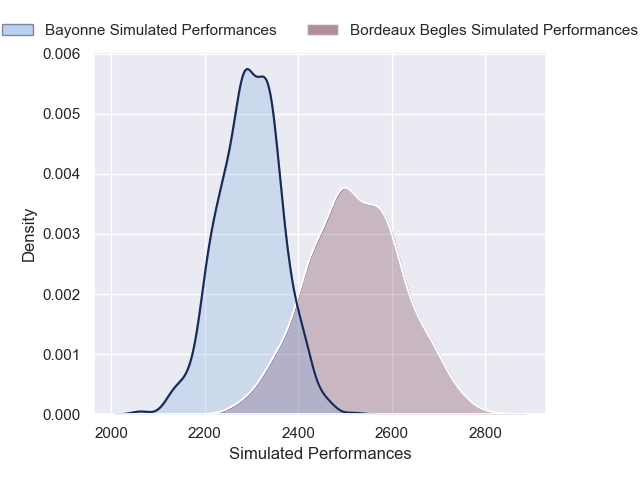 Bayonne Simulated Performances
Bordeaux Begles Simulated Performances
0.006
0.005
0.004
0.003
0.002
0.001
0.000
Density
2000 2200 2400 2600 2800
Simulated Performances